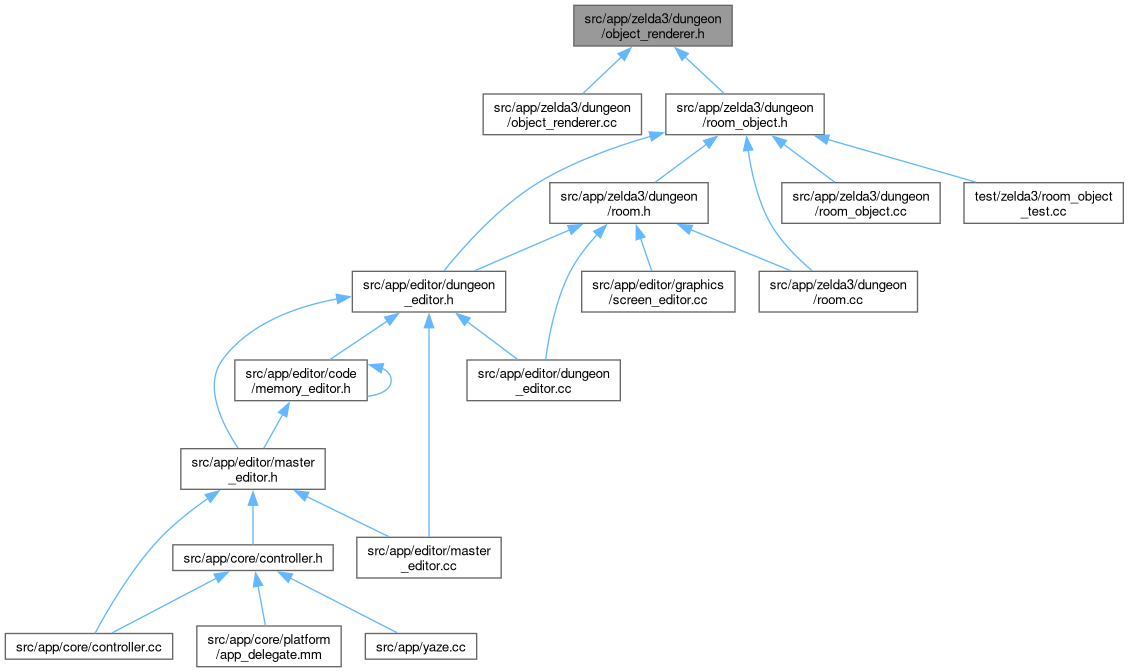 src/app/zelda3/dungeon
/object_renderer.h
src/app/zelda3/dungeon
/object_renderer.cc
src/app/zelda3/dungeon
/room_object.h
src/app/zelda3/dungeon
/room.h
src/app/zelda3/dungeon
/room_object.cc
test/zelda3/room_object
_test.cc
src/app/editor/dungeon
_editor.h
src/app/editor/graphics
/screen_editor.cc
src/app/zelda3/dungeon
/room.cc
src/app/editor/code
/memory_editor.h
src/app/editor/dungeon
_editor.cc
src/app/editor/master
_editor.h
src/app/core/controller.h
src/app/editor/master
_editor.cc
src/app/core/controller.cc
src/app/core/platform
/app_delegate.mm
src/app/yaze.cc